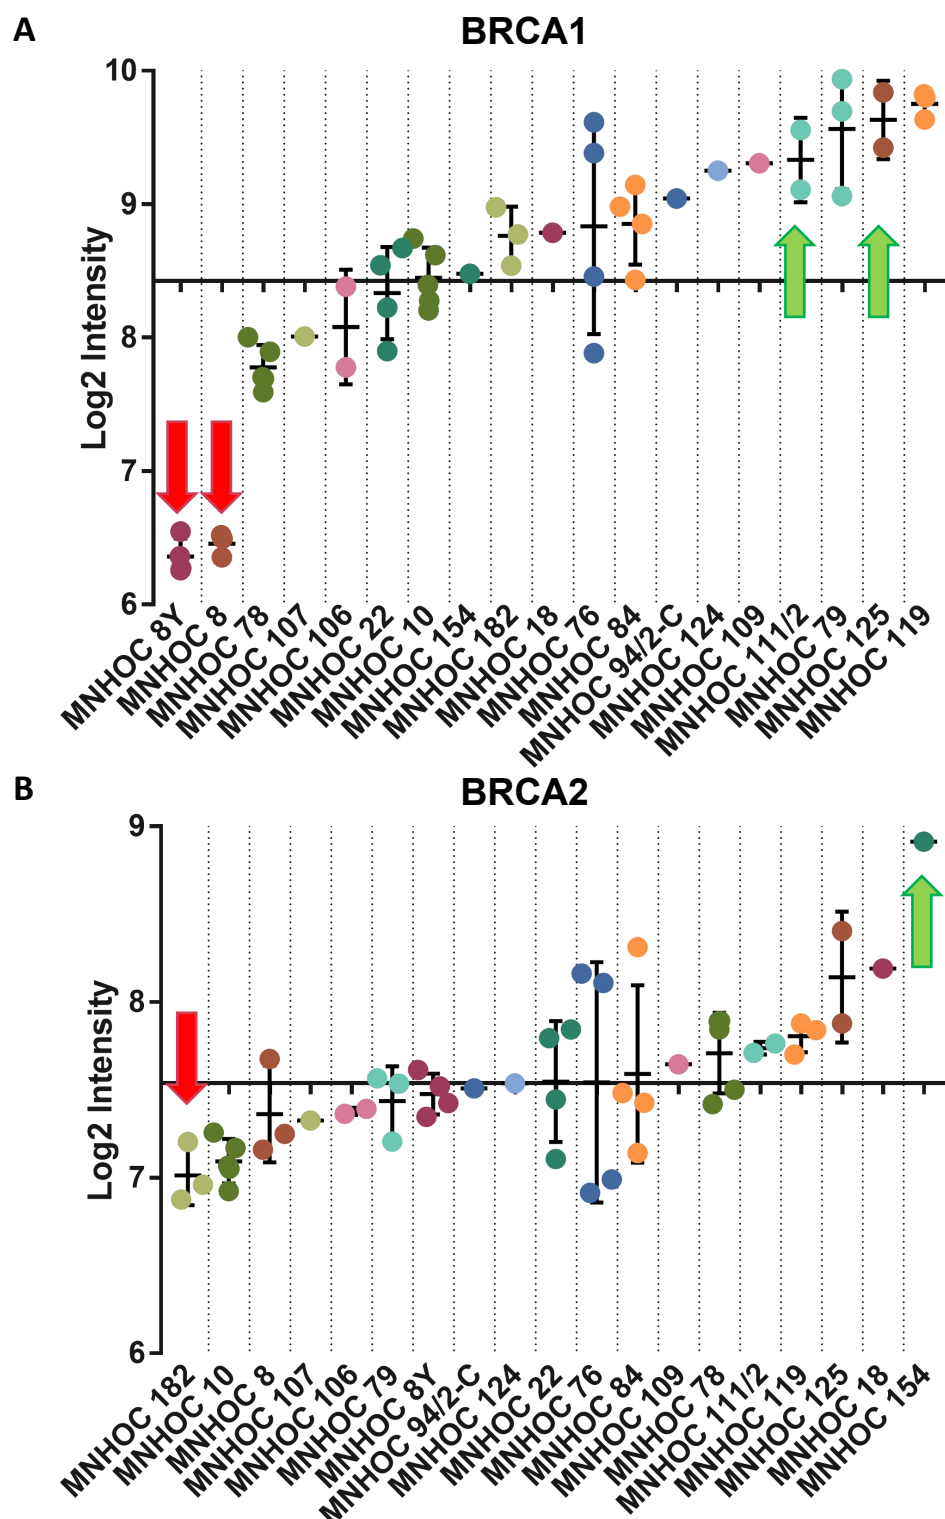 A
BRCA1
Log2 Intensity
10
9
8
7
6
MNHOC 8Y
MNHOC 8
MNHOC 78
MNHOC 107
MNHOC 106
MNHOC 22
MNHOC 10
MNHOC 154
MNHOC 182
MNHOC 18
MNHOC 76
MNHOC 84
MNHOC 94/2-C
MNHOC 124
MNHOC 109
MNHOC 111/2
MNHOC 79
MNHOC 125
MNHOC 119
B
BRCA2
Log2 Intensity
9
8
7
6
MNHOC 182
MNHOC 10
MNHOC 8
MNHOC 107
MNHOC 106
MNHOC 79
MNHOC 8Y
MNHOC 94/2-C
MNHOC 124
MNHOC 22
MNHOC 76
MNHOC 84
MNHOC 109
MNHOC 78
MNHOC 111/2
MNHOC 119
MNHOC 125
MNHOC 18
MNHOC 154